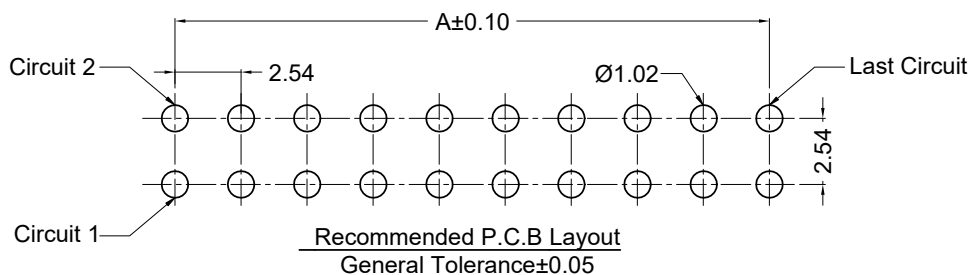 A±0.10
Circuit 2
2.54
Ø1.02
Last Circuit
2.54
Circuit 1
Recommended P.C.B Layout
General Tolerance±0.05